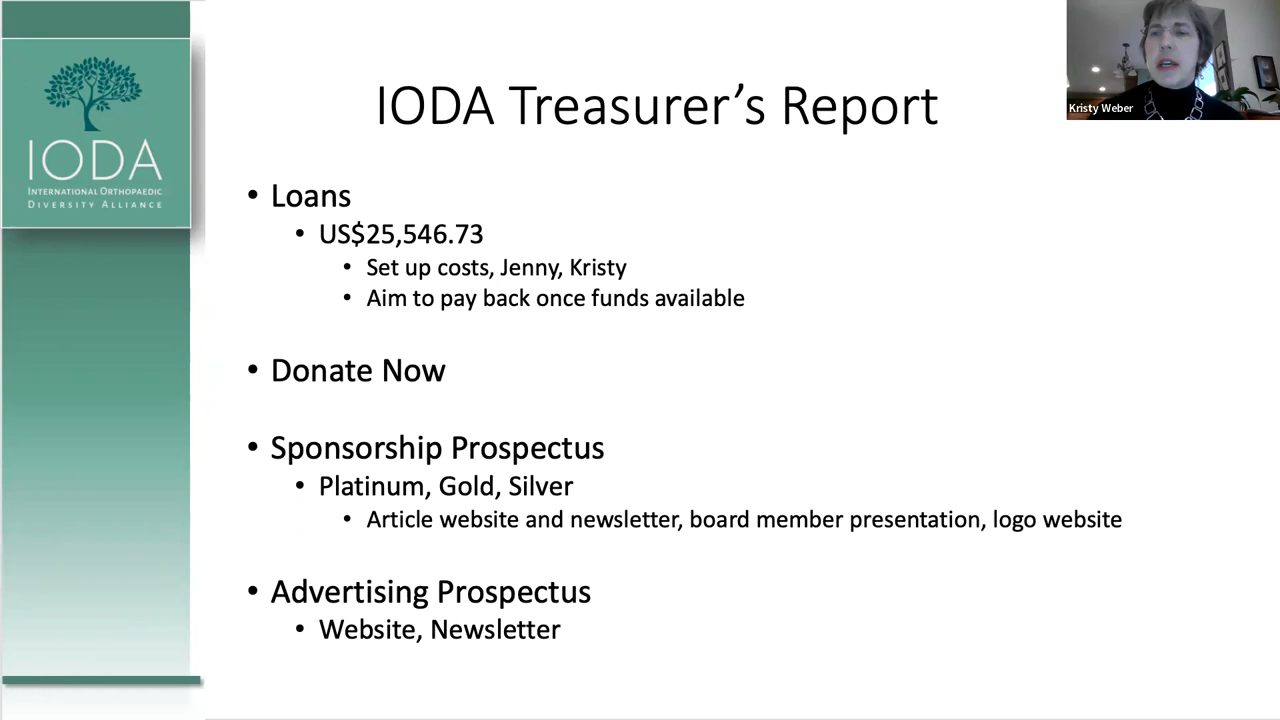 IODA
INTERNATIONAL ORTHOPAEDIC
DIVERSITY ALLIANCE
IODA Treasurer’s Report
Kristy Weber
• Loans
• US$25,546.73
• Set up costs, Jenny, Kristy
• Aim to pay back once funds available
• Donate Now
• Sponsorship Prospectus
• Platinum, Gold, Silver
• Article website and newsletter, board member presentation, logo website
• Advertising Prospectus
• Website, Newsletter